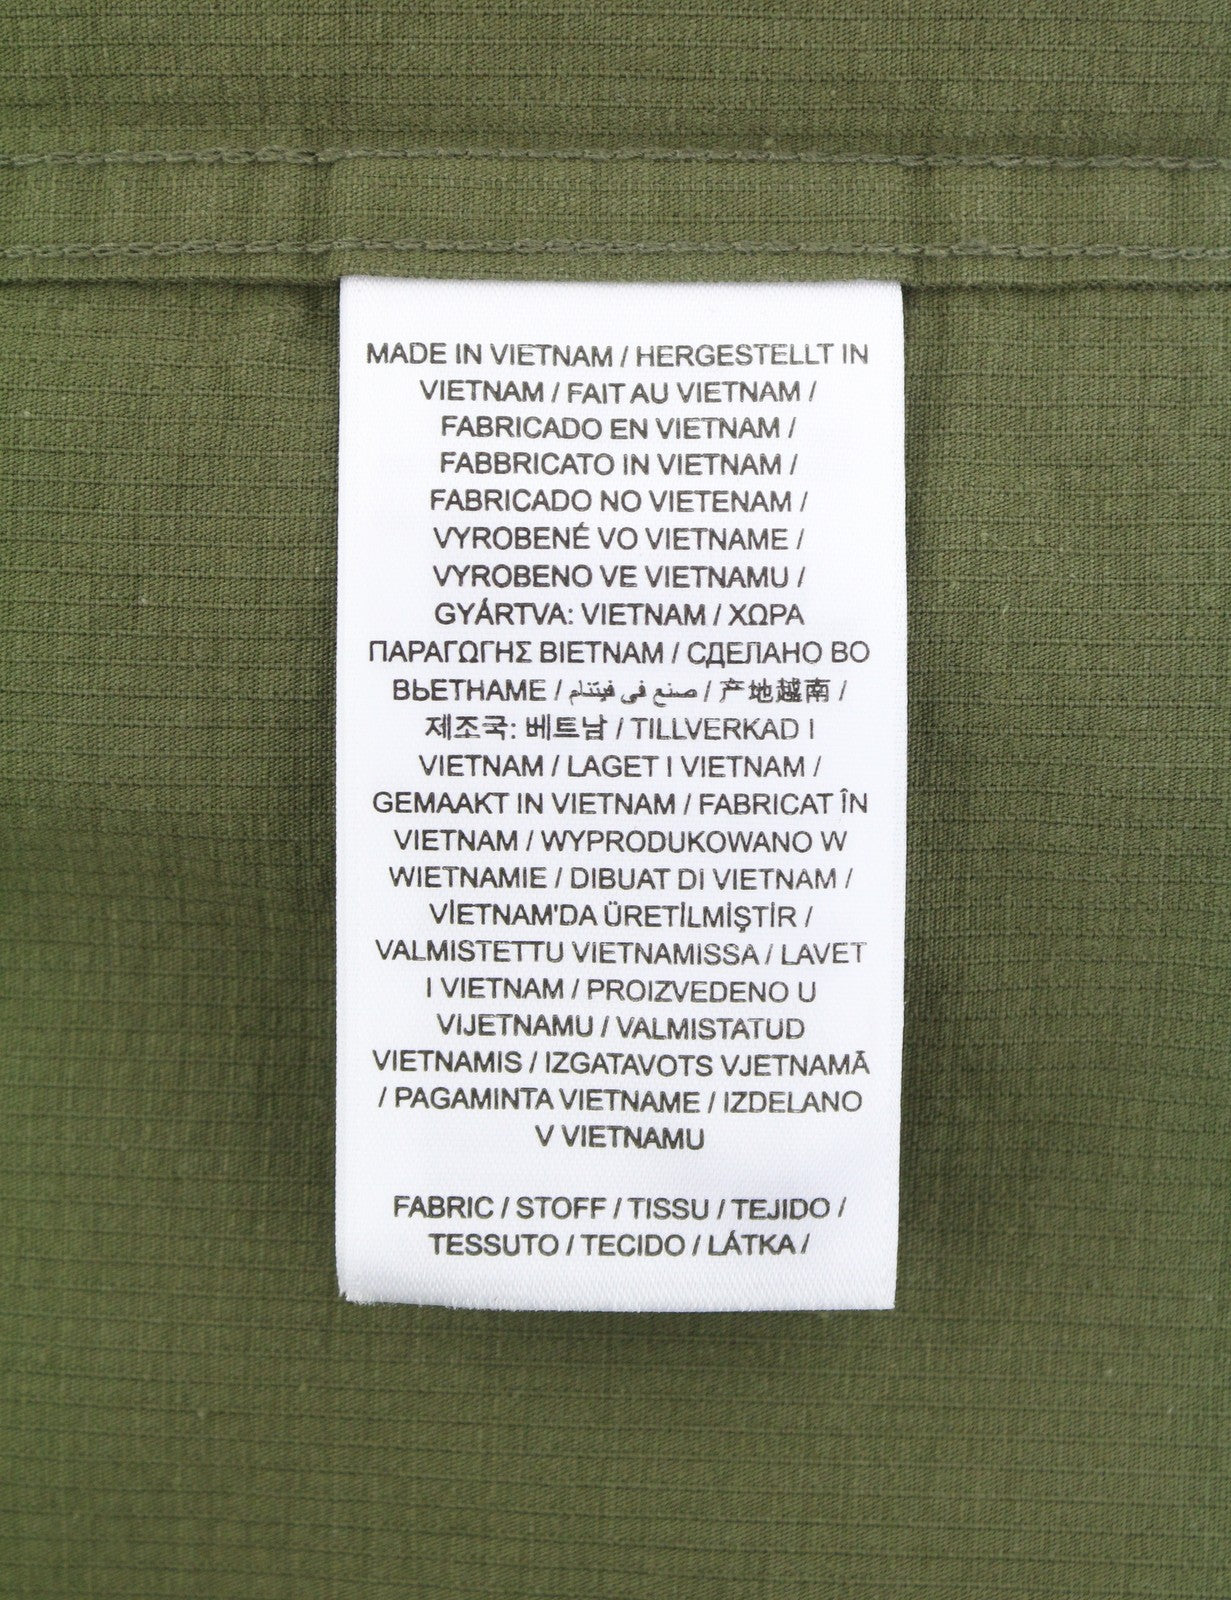 MADE IN VIETNAM / HERGESTELLT IN
VIETNAM / FAIT AU VIETNAM /
FABRICADO EN VIETNAM /
FABBRICATO IN VIETNAM /
FABRICADO NO VIETENAM /
VYROBENÉ VO VIETNAME /
VYROBENO VE VIETNAMU /
GYÁRTVA: VIETNAM / ΧΩΡΑ
ΠΑΡΑΓΩΓΗΣ ΒΙΕΤΝΑΜ / СДЕЛАНО ВО
ВЬЕТНАМЕ / صنع في فيتنام / 产地越南 /
제조국: 베트남 / TILLVERKAD I
VIETNAM / LAGET I VIETNAM /
GEMAAKT IN VIETNAM / FABRICAT ÎN
VIETNAM / WYPRODUKOWANO W
WIETNAMIE / DIBUAT DI VIETNAM /
VİETNAM'DA ÜRETİLMİŞTİR /
VALMISTETTU VIETNAMISSA / LAVET
I VIETNAM / PROIZVEDENO U
VIJETNAMU / VALMISTATUD
VIETNAMIS / IZGATAVOTS VJETNAMĀ
/ PAGAMINTA VIETNAME / IZDELANO
V VIETNAMU
FABRIC / STOFF / TISSU / TEJIDO /
TESSUTO / TECIDO / LÁTKA /